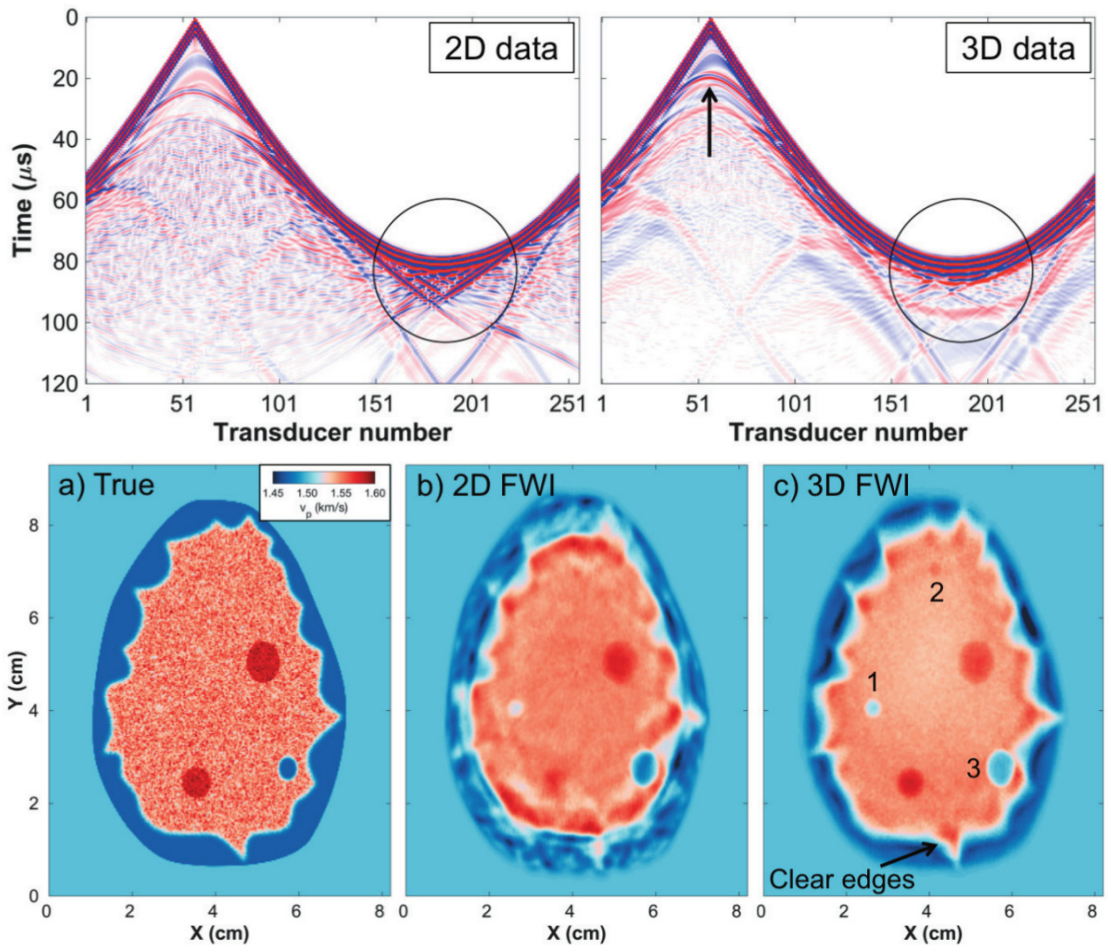 2D data
3D data
0
20
40
60
80
100
120
Time (μs)
1 51 101 151 201 251
1 51 101 151 201 251
Transducer number
Transducer number
a) True
1.45 1.50 1.55 1.60
vp (km/s)
b) 2D FWI
c) 3D FWI
8
6
4
2
0
Y (cm)
1
2
3
Clear edges
0 2 4 6 8
0 2 4 6 8
0 2 4 6 8
X (cm)
X (cm)
X (cm)